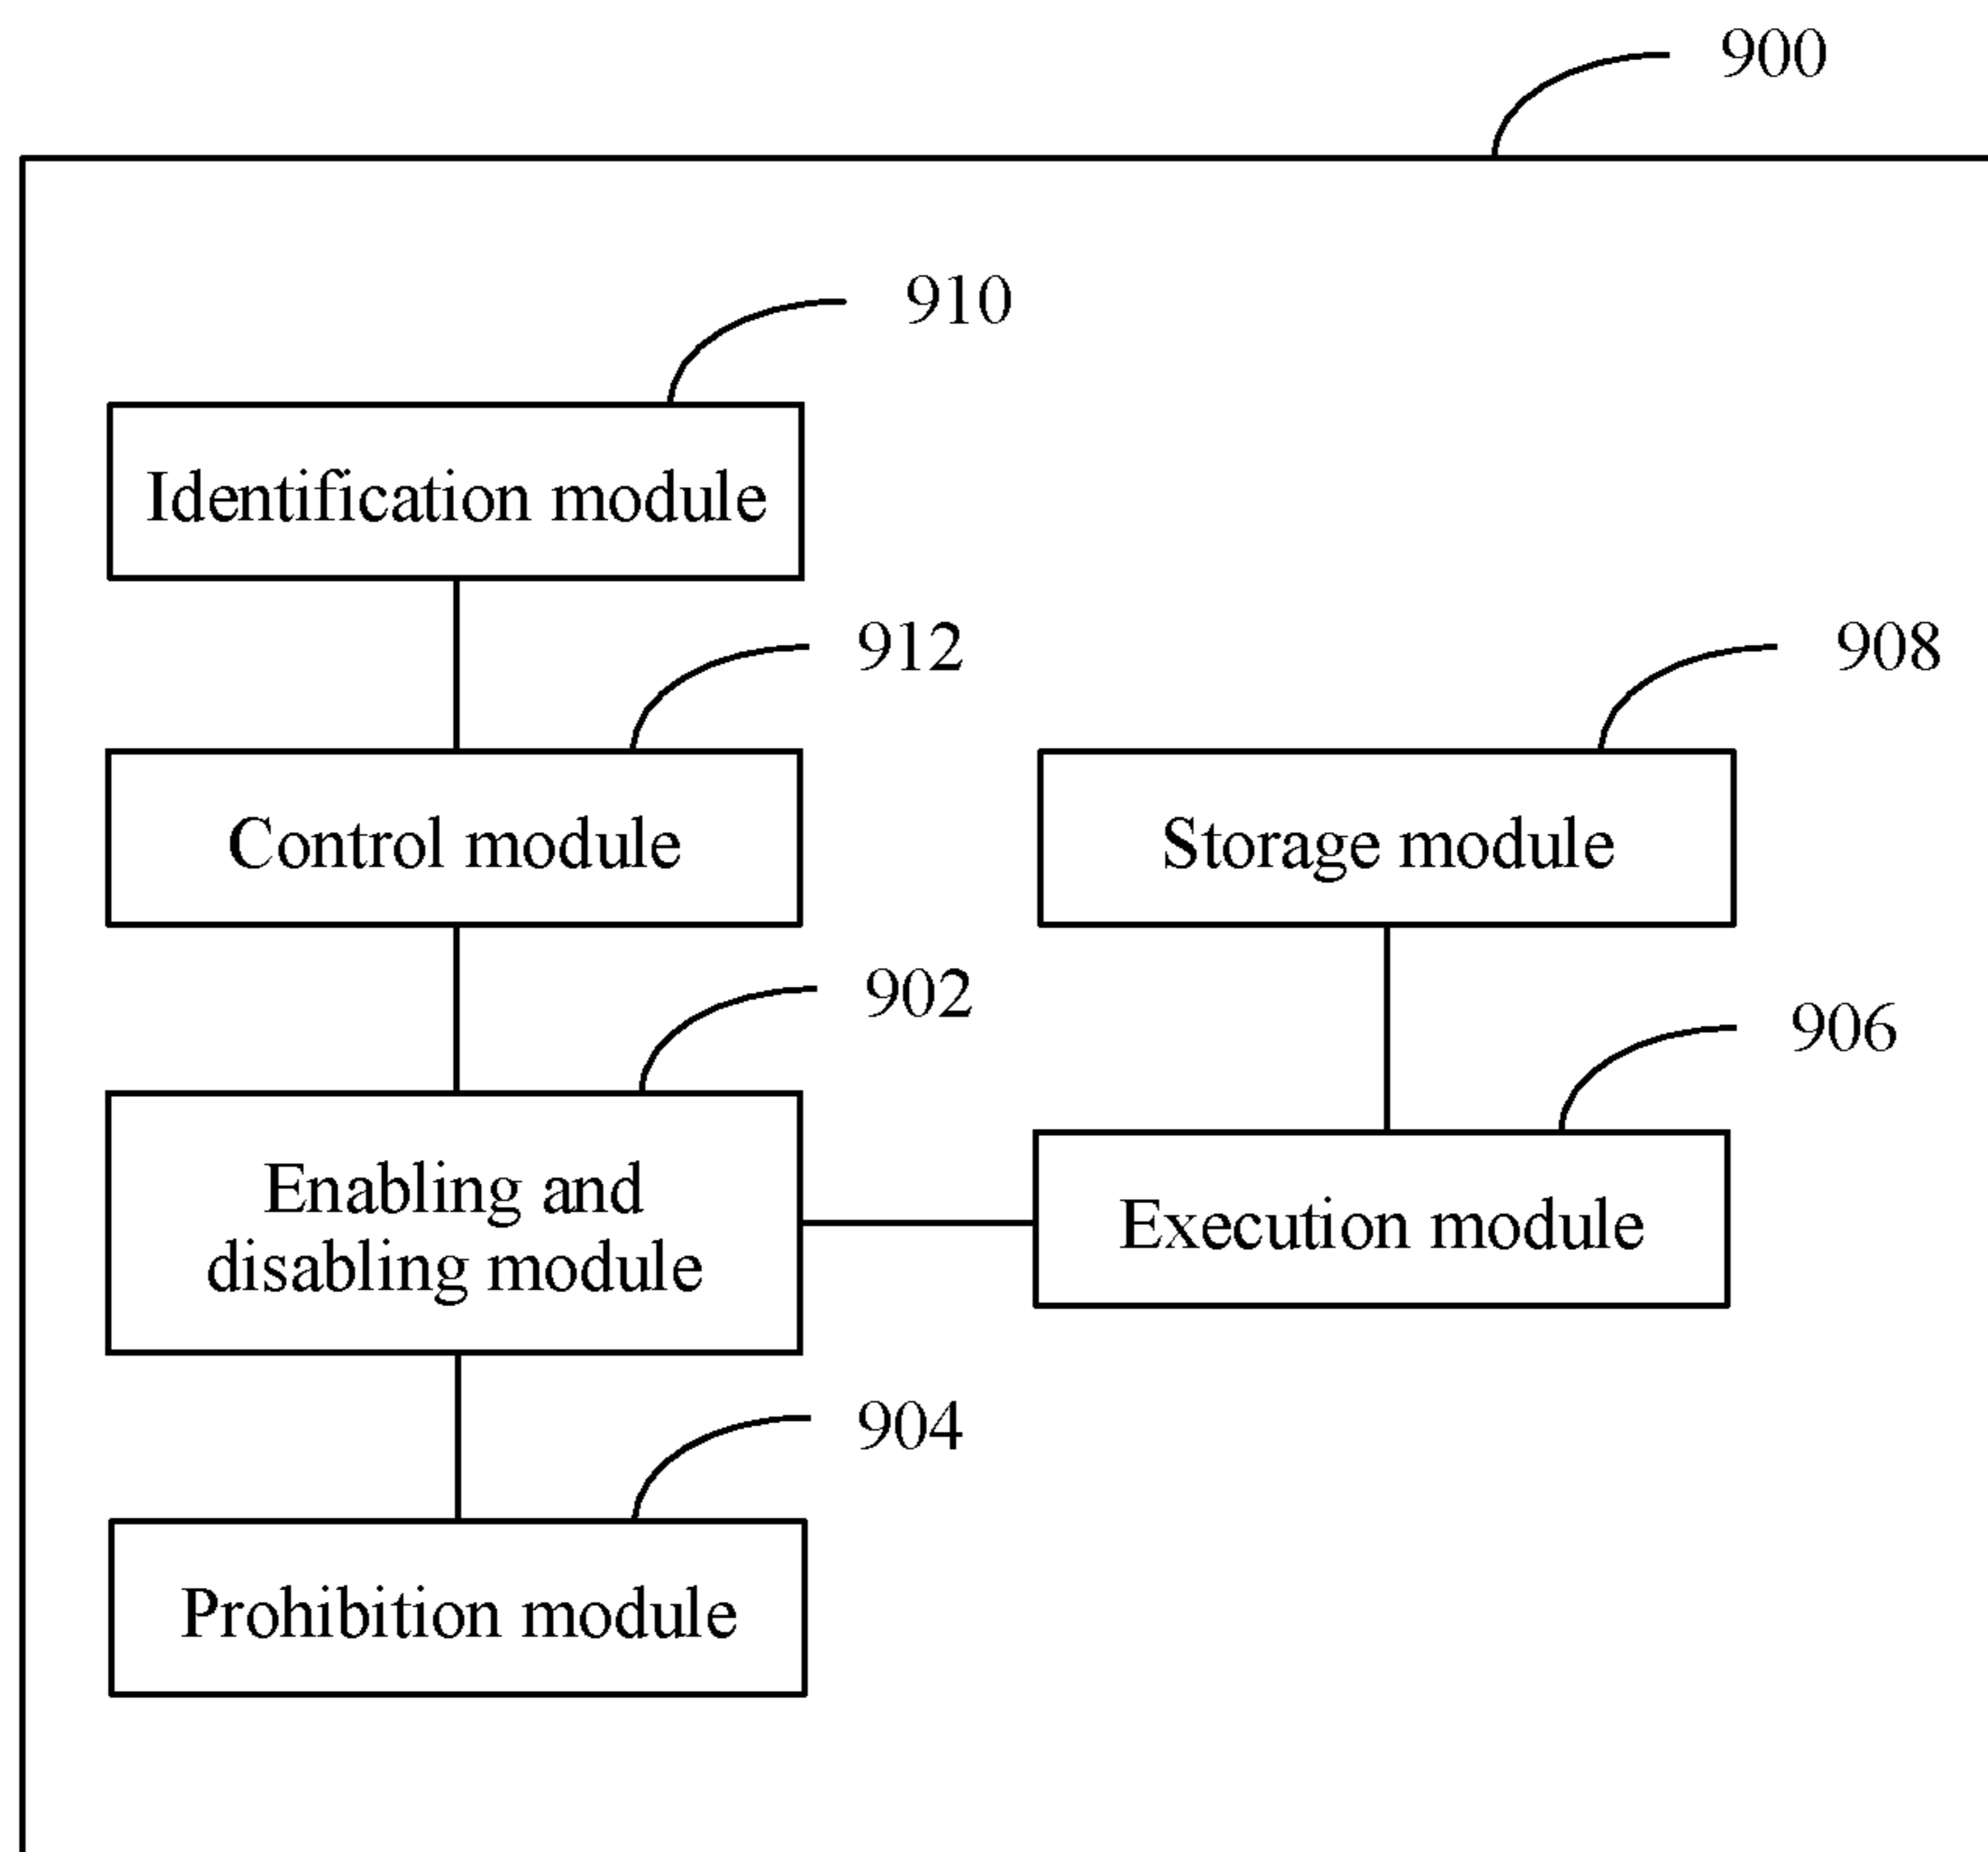 900
910
Identification module
912
908
Control module
Storage module
902
906
Enabling and
disabling module
Execution module
904
Prohibition module